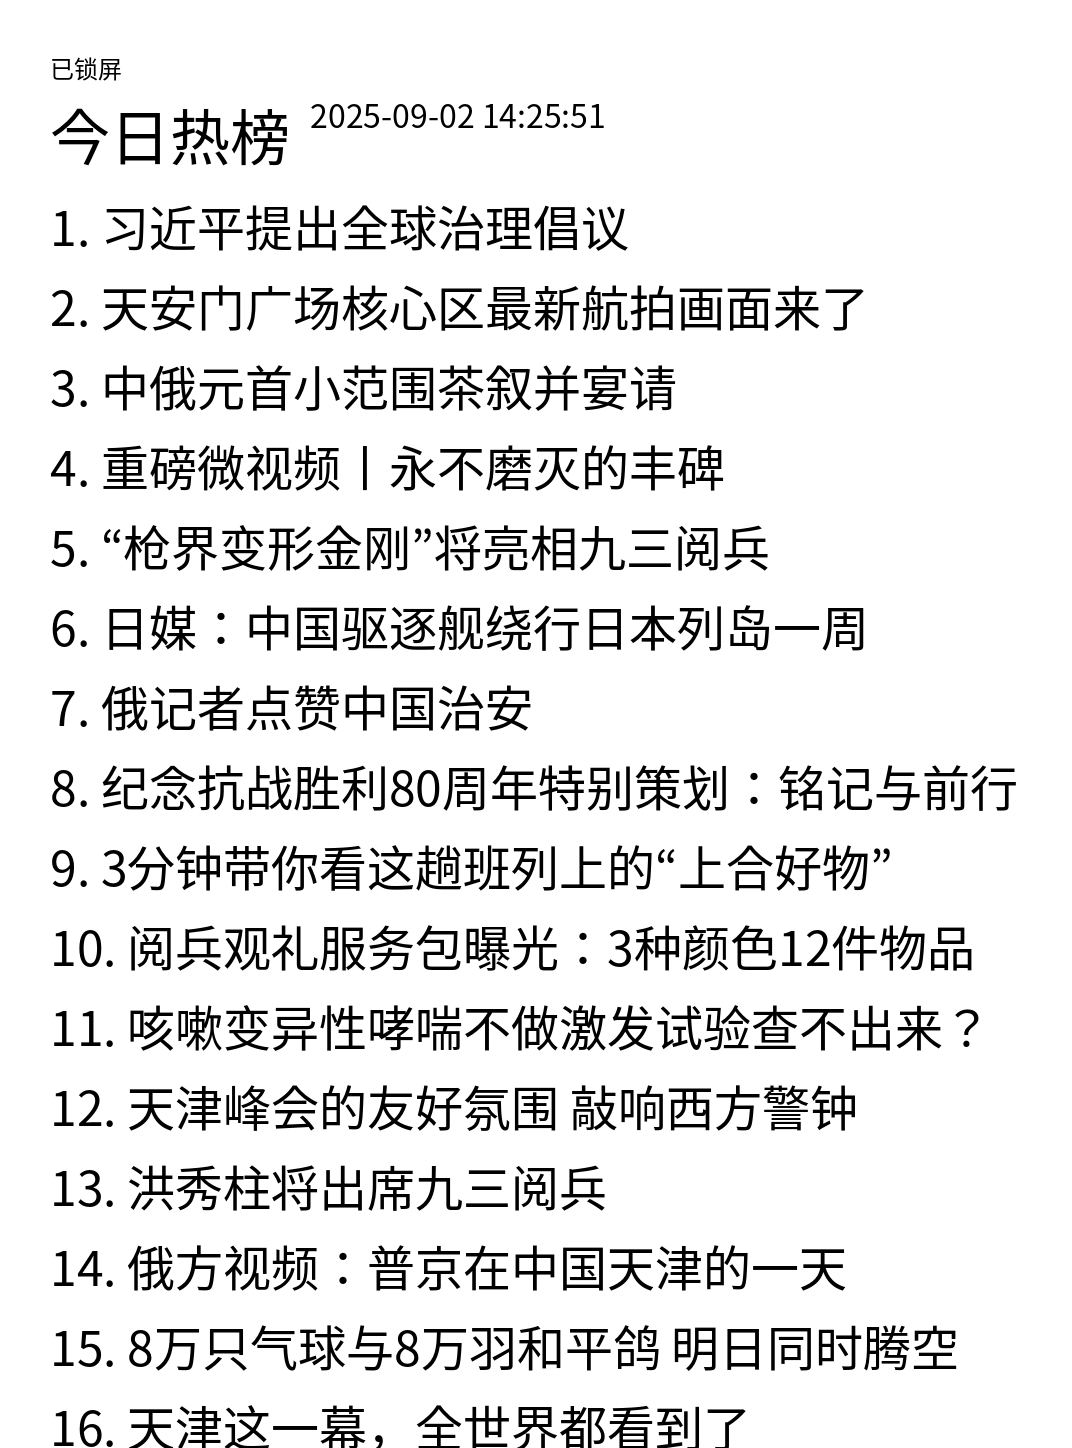 已锁屏
今日热榜 2025-09-02 14:25:51
1. 习近平提出全球治理倡议
2. 天安门广场核心区最新航拍画面来了
3. 中俄元首小范围茶叙并宴请
4. 重磅微视频丨永不磨灭的丰碑
5. “枪界变形金刚”将亮相九三阅兵
6. 日媒：中国驱逐舰绕行日本列岛一周
7. 俄记者点赞中国治安
8. 纪念抗战胜利80周年特别策划：铭记与前行
9. 3分钟带你看这趟班列上的“上合好物”
10. 阅兵观礼服务包曝光：3种颜色12件物品
11. 咳嗽变异性哮喘不做激发试验查不出来？
12. 天津峰会的友好氛围 敲响西方警钟
13. 洪秀柱将出席九三阅兵
14. 俄方视频：普京在中国天津的一天
15. 8万只气球与8万羽和平鸽 明日同时腾空
16. 天津这一幕，全世界都看到了